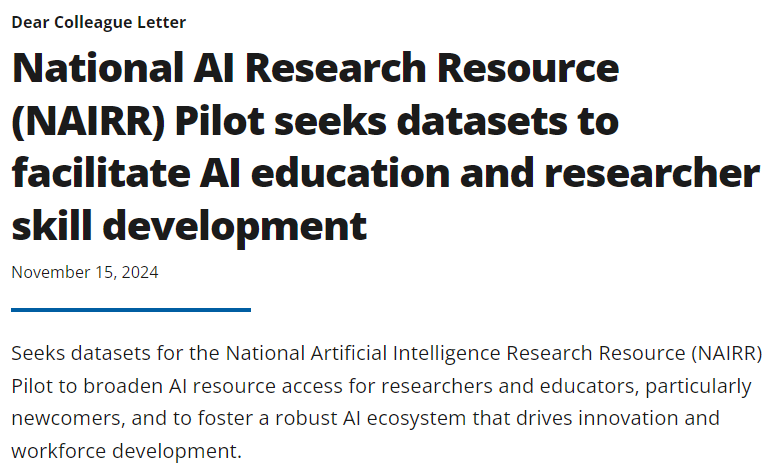 Dear Colleague Letter
National AI Research Resource
(NAIRR) Pilot seeks datasets to
facilitate AI education and researcher
skill development
November 15, 2024
Seeks datasets for the National Artificial Intelligence Research Resource (NAIRR)
Pilot to broaden AI resource access for researchers and educators, particularly
newcomers, and to foster a robust AI ecosystem that drives innovation and
workforce development.